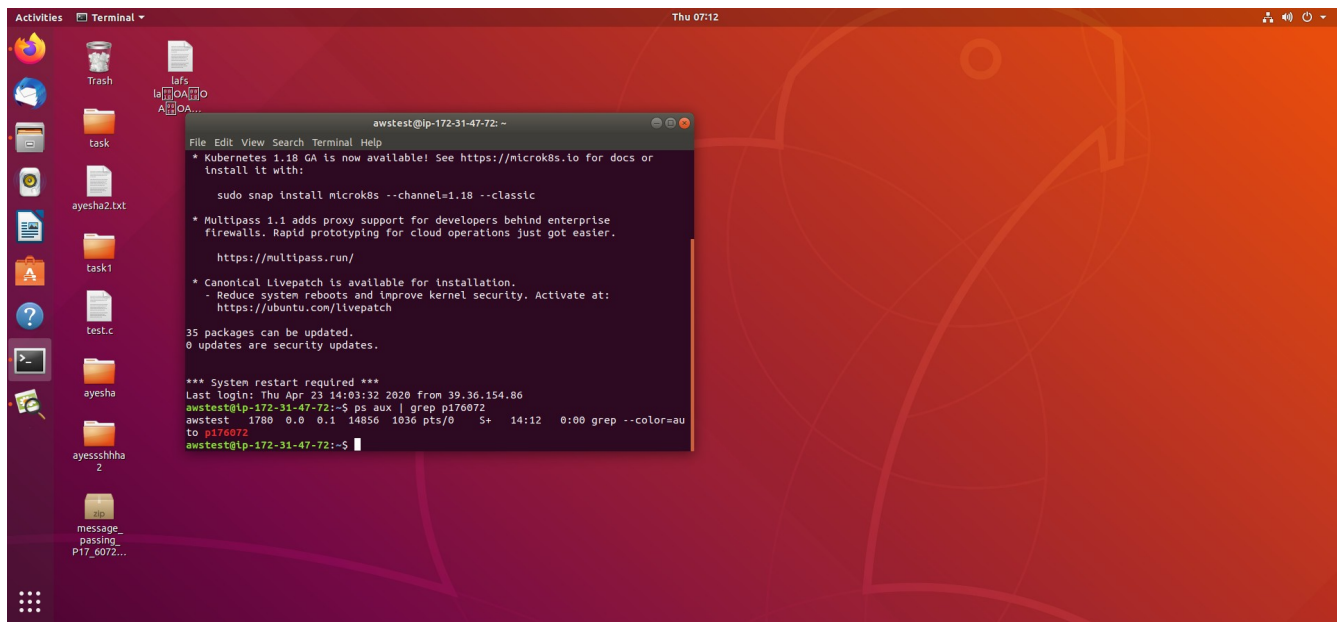 Activities Terminal
Thu 07:12
Trash
task
ayesha2.txt
task1
test.c
ayesha
ayessshhha
2
zip
message_
passing_
P17_6072...
lafs
awstest@ip-172-31-47-72: ~
File Edit View Search Terminal Help
* Kubernetes 1.18 GA is now available! See https://microk8s.io for docs or
install it with:
sudo snap install microk8s --channel=1.18 --classic
* Multipass 1.1 adds proxy support for developers behind enterprise
firewalls. Rapid prototyping for cloud operations just got easier.
https://multipass.run/
* Canonical Livepatch is available for installation.
- Reduce system reboots and improve kernel security. Activate at:
https://ubuntu.com/livepatch
35 packages can be updated.
0 updates are security updates.
*** System restart required ***
Last login: Thu Apr 23 14:03:32 2020 from 39.36.154.86
awstest@ip-172-31-47-72:~$ ps aux | grep p176072
awstest 1780 0.0 0.1 14856 1036 pts/0 S+ 14:12 0:00 grep --color=au
to p176072
awstest@ip-172-31-47-72:~$